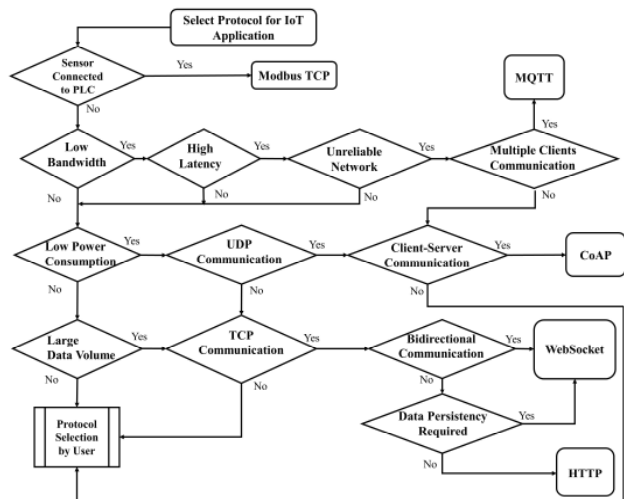 Select Protocol for IoT
Application
Sensor
Connected
to PLC
Yes
Modbus TCP
MQTT
No
Yes
Low
Bandwidth
Yes
High
Latency
Yes
Unreliable
Network
Yes
Multiple Clients
Communication
No
No
No
No
Low Power
Consumption
Yes
UDP
Communication
Yes
Client-Server
Communication
Yes
CoAP
No
No
No
Large
Data Volume
Yes
TCP
Communication
Yes
Bidirectional
Communication
Yes
WebSocket
No
No
No
Protocol
Selection
by User
Data Persistency
Required
Yes
No
HTTP